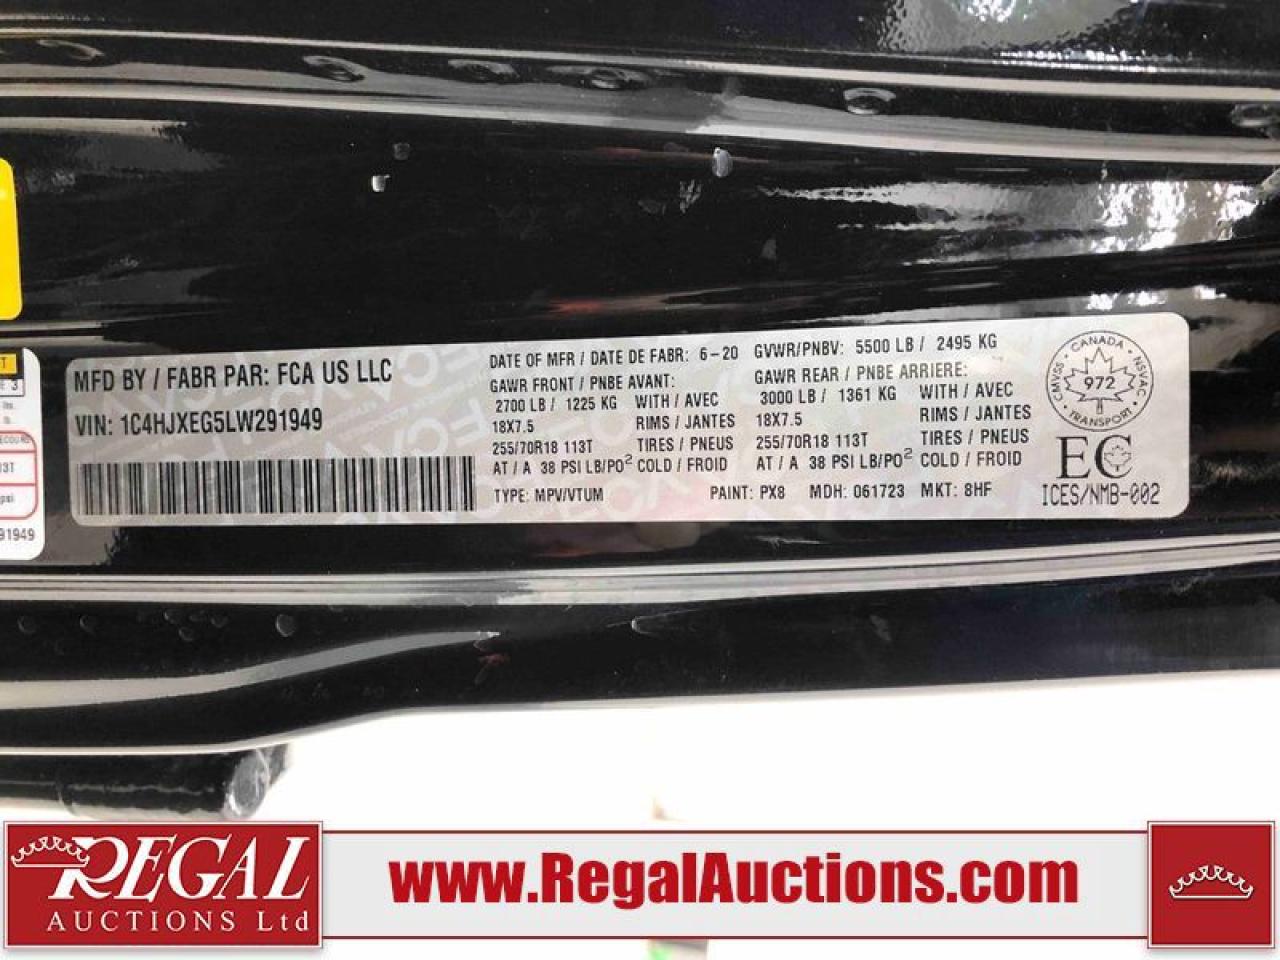 MFD BY / FABR PAR: FCA US LLC
VIN: 1C4HJXEG5LW291949
DATE OF MFR / DATE DE FABR: 6-20
GAWR FRONT / PNBE AVANT:
2700 LB / 1225 KG WITH / AVEC
18X7.5 RIMS / JANTES
255/70R18 113T TIRES / PNEUS
AT / A 38 PSI LB/PO² COLD / FROID
TYPE: MPV/VTUM PAINT: PX8
GVWR/PNBV: 5500 LB / 2495 KG
GAWR REAR / PNBE ARRIERE:
3000 LB / 1361 KG WITH / AVEC
18X7.5 RIMS / JANTES
255/70R18 113T TIRES / PNEUS
AT / A 38 PSI LB/PO² COLD / FROID
MDH: 061723 MKT: 8HF
CANADA
CMVSS 972 NSVAC
TRANSPORT
EC
ICES/NMB-002
3
13T
psi
91949
REGAL
AUCTIONS Ltd
www.RegalAuctions.com